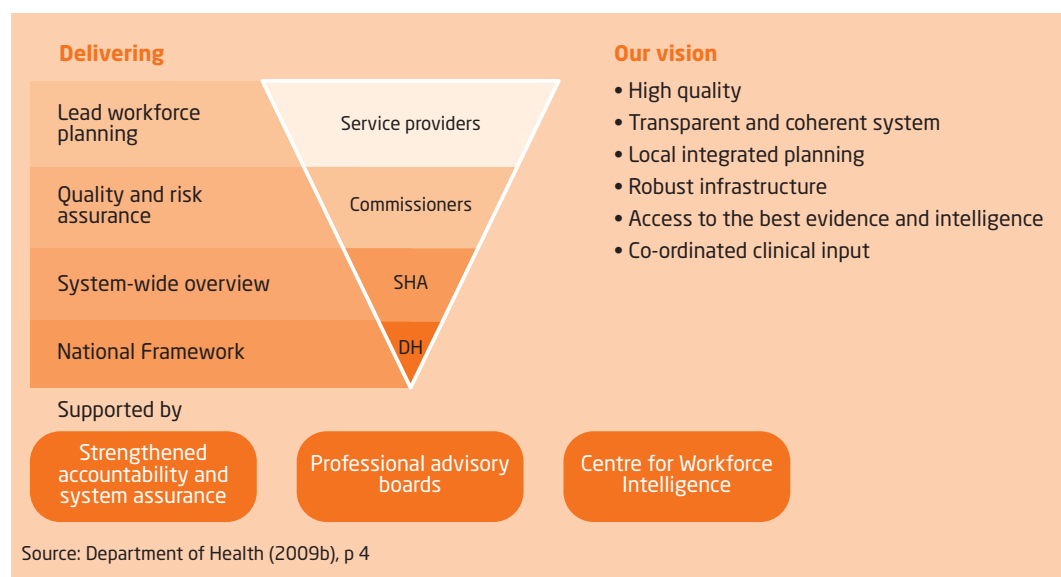 Delivering
Lead workforce
planning
Service providers
Quality and risk
assurance
Commissioners
System-wide overview
SHA
National Framework
DH
Our vision
• High quality
• Transparent and coherent system
• Local integrated planning
• Robust infrastructure
• Access to the best evidence and intelligence
• Co-ordinated clinical input
Supported by
Strengthened
accountability and
system assurance
Professional advisory
boards
Centre for Workforce
Intelligence
Source: Department of Health (2009b), p 4